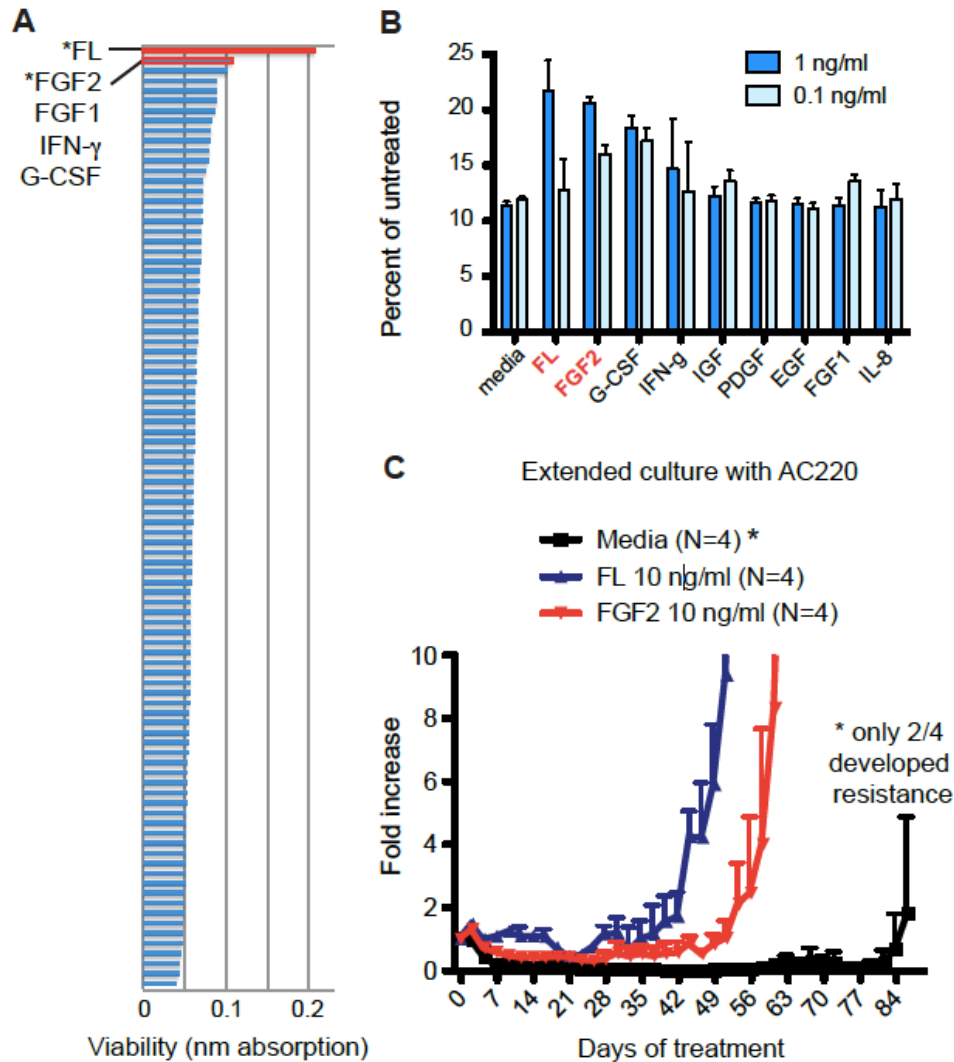 A
*FL
*FGF2
FGF1
IFN-γ
G-CSF
0 0.1 0.2
Viability (nm absorption)
B
1 ng/ml
0.1 ng/ml
Percent of untreated
25
20
15
10
5
0
media FL FGF2 G-CSF IFN-g IGF PDGF EGF FGF1 IL-8
C
Extended culture with AC220
Media (N=4) *
FL 10 ng/ml (N=4)
FGF2 10 ng/ml (N=4)
Fold increase
10
8
6
4
2
0
* only 2/4
developed
resistance
0 7 14 21 28 35 42 49 56 63 70 77 84
Days of treatment